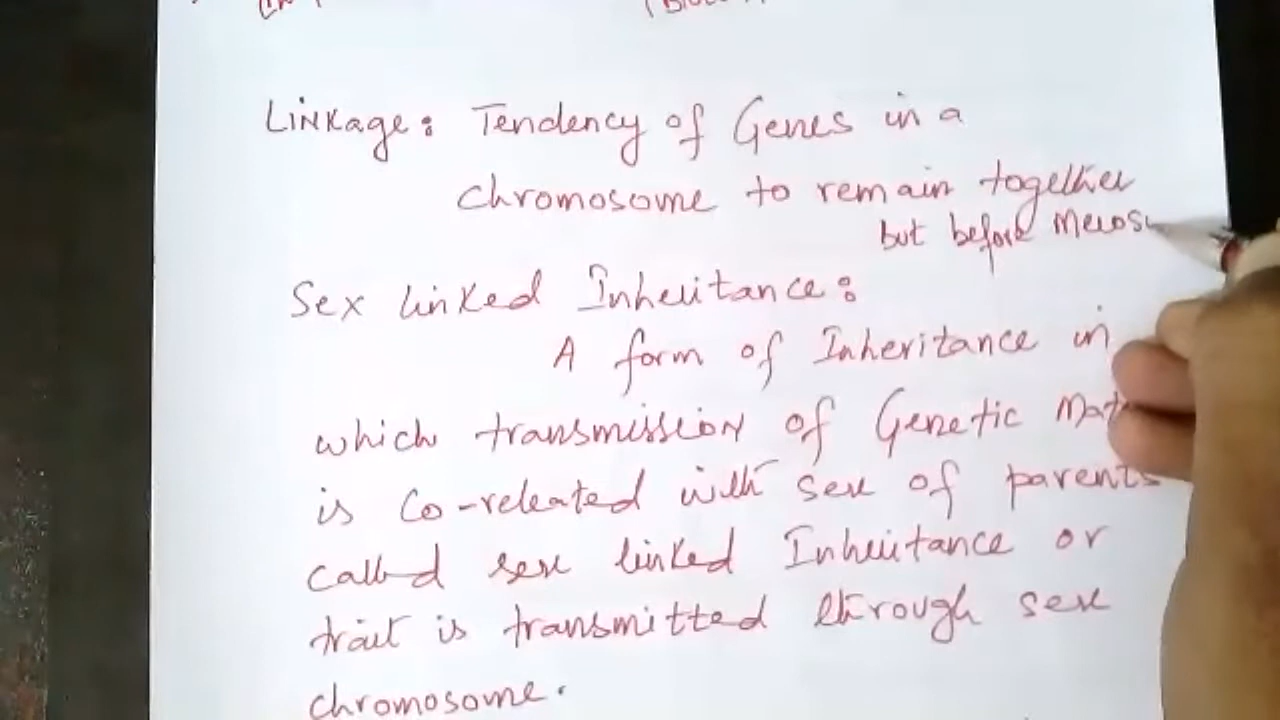 Linkage: Tendency of Genes in a
chromosome to remain together
but before Meiosi
Sex linked Inheritance:
A form of Inheritance in
which transmission of Genetic Mat
is Co-releated with sex of parents
called sex linked Inheritance or
trait is transmitted through sex
chromosome.